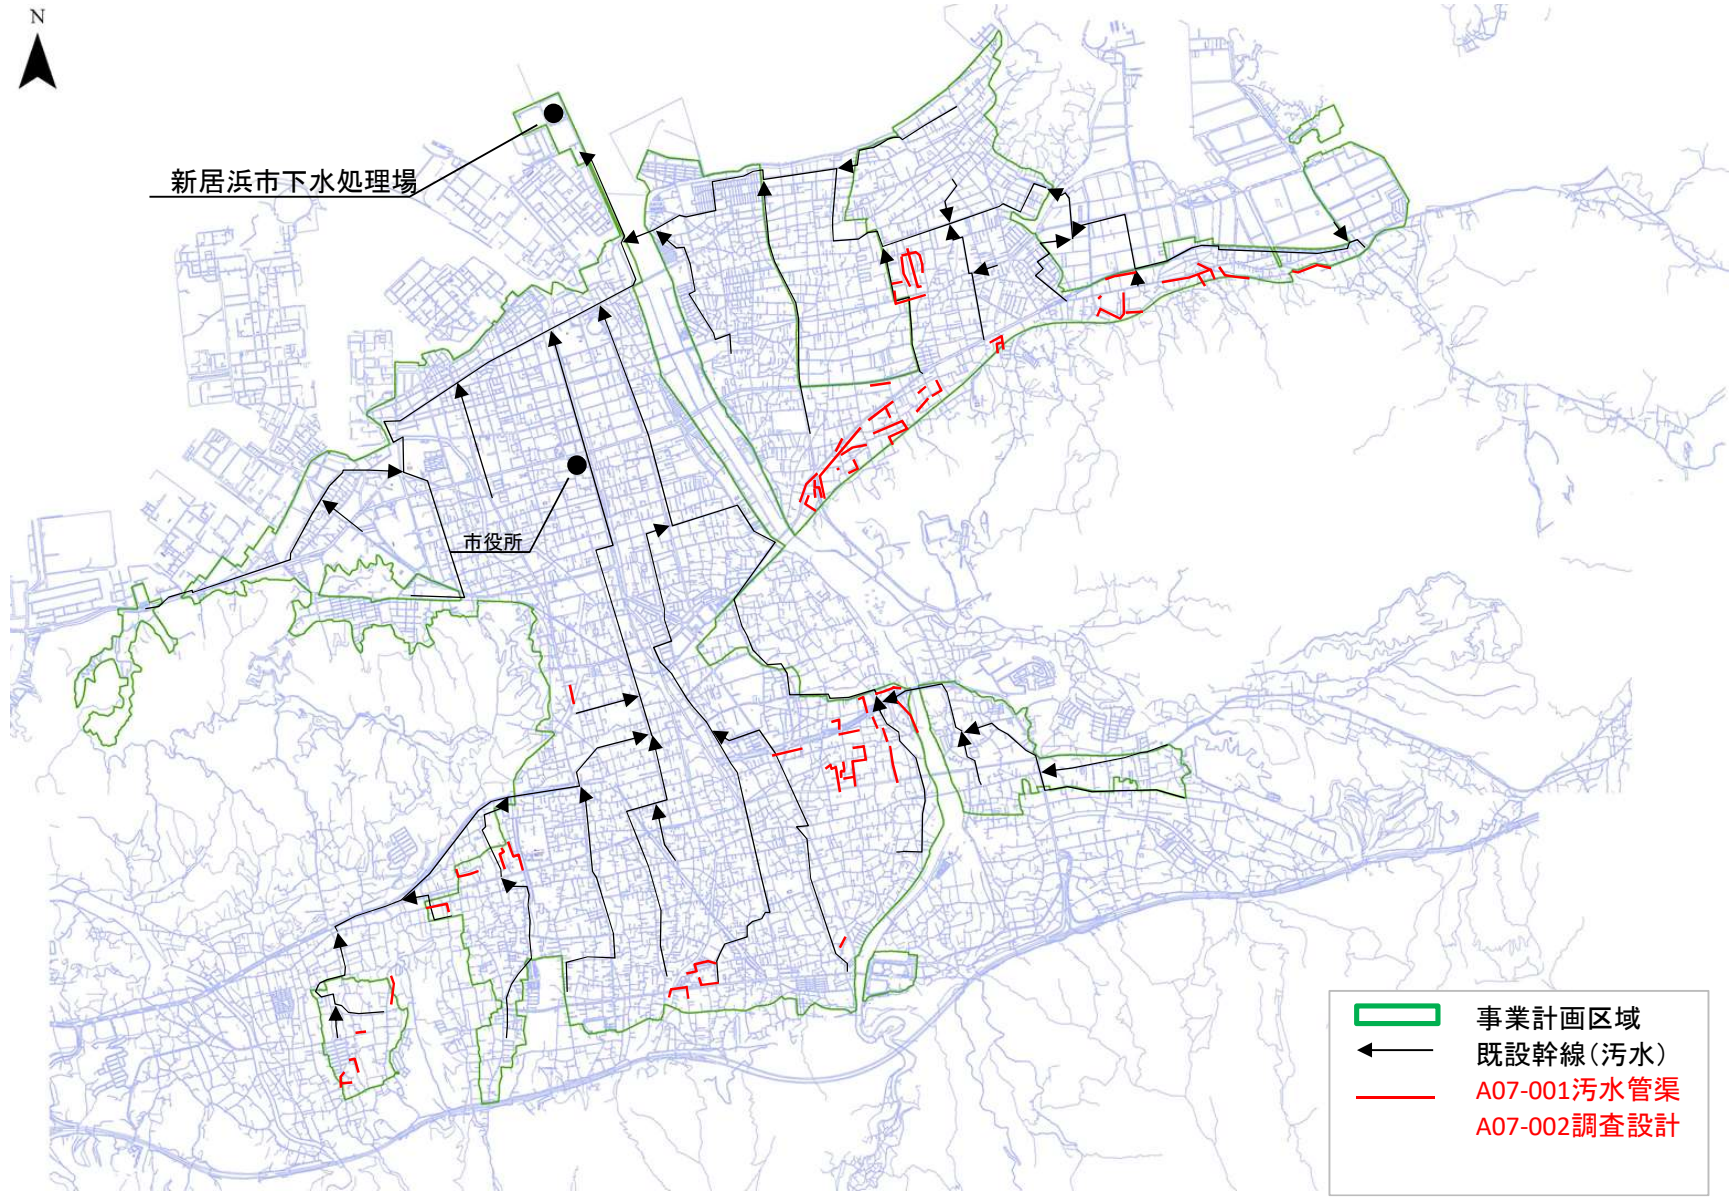 N
新居浜市下水処理場
市役所
事業計画区域
既設幹線(汚水)
A07-001汚水管渠
A07-002調査設計